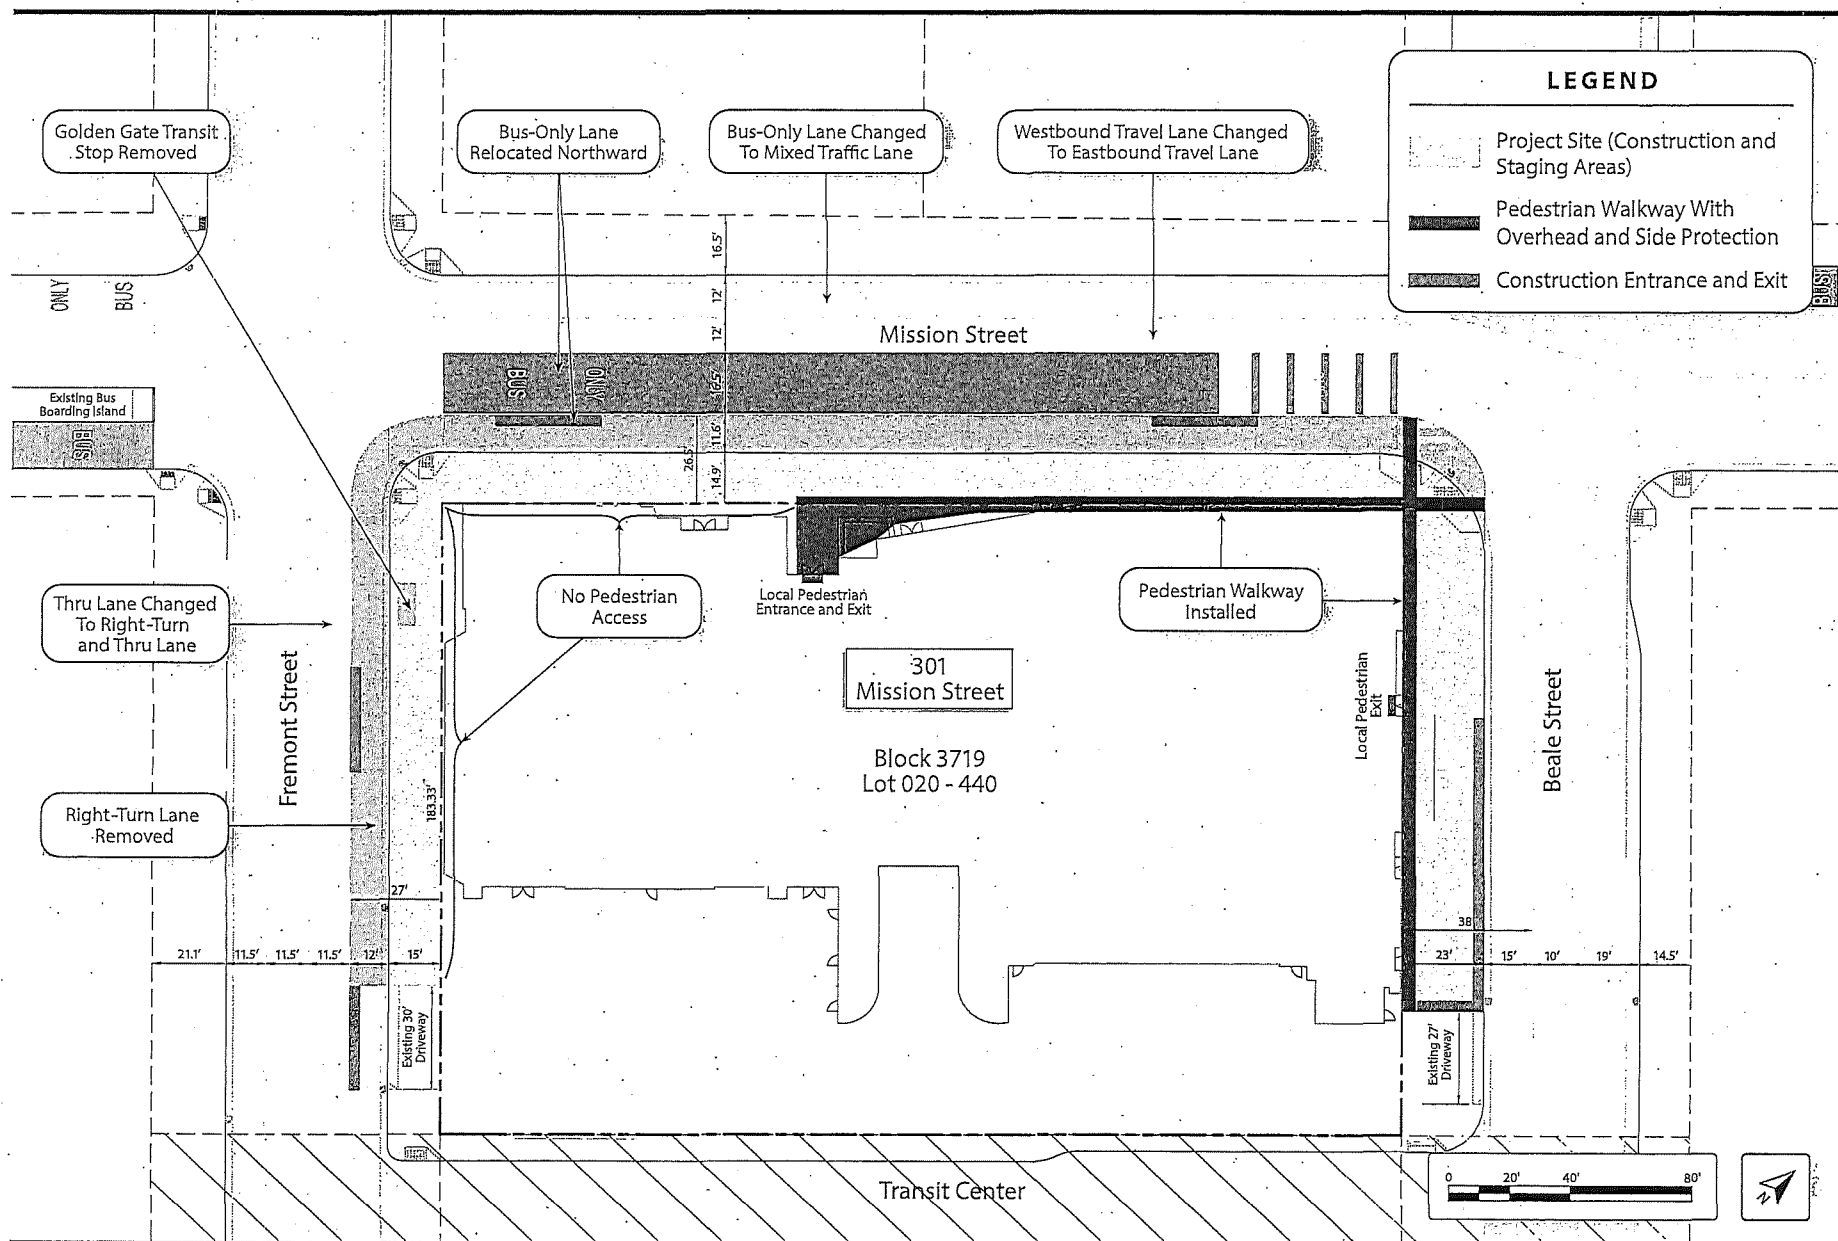 LEGEND
Project Site (Construction and
Staging Areas)
Pedestrian Walkway With
Overhead and Side Protection
Construction Entrance and Exit
Golden Gate Transit
Stop Removed
Bus-Only Lane
Relocated Northward
Bus-Only Lane Changed
To Mixed Traffic Lane
Westbound Travel Lane Changed
To Eastbound Travel Lane
ONLY
BUS
BUS
16.5'
12'
12'
Mission Street
BUS
ONLY
Existing Bus
Boarding Island
BUS
11.6'
26.5'
14.9'
Thru Lane Changed
To Right-Turn
and Thru Lane
No Pedestrian
Access
Local Pedestrian
Entrance and Exit
Pedestrian Walkway
Installed
301
Mission Street
Local Pedestrian
Exit
Fremont Street
Beale Street
Block 3719
Lot 020 - 440
183.33'
Right-Turn Lane
Removed
27'
38'
21.1'
11.5'
11.5'
11.5'
12'
15'
23'
15'
10'
19'
14.5'
Existing 30'
Driveway
Existing 27'
Driveway
Transit Center
0
20'
40'
80'
N